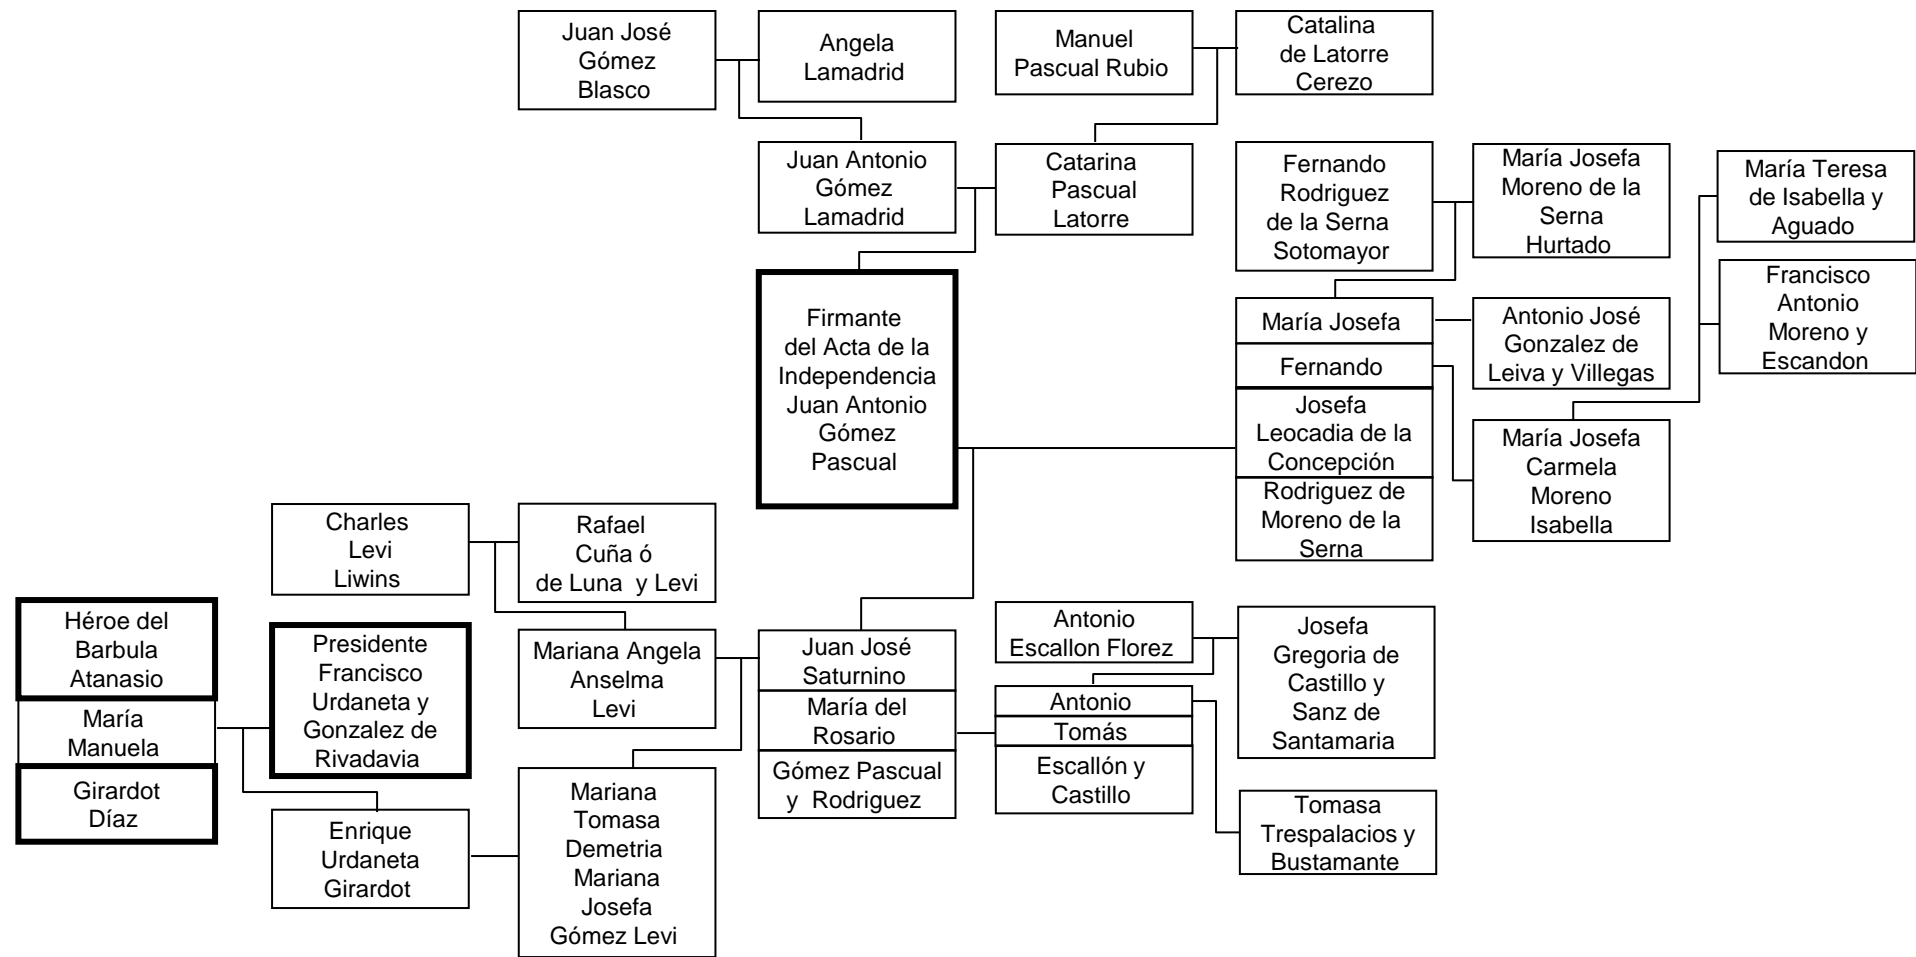 Juan José
Gómez
Blasco
Angela
Lamadrid
Manuel
Pascual Rubio
Catalina
de Latorre
Cerezo
Juan Antonio
Gómez
Lamadrid
Catarina
Pascual
Latorre
Fernando
Rodriguez
de la Serna
Sotomayor
María Josefa
Moreno de la
Serna
Hurtado
María Teresa
de Isabella y
Aguado
Francisco
Antonio
Moreno y
Escandon
Firmante
del Acta de la
Independencia
Juan Antonio
Gómez
Pascual
María Josefa
Fernando
Josefa
Leocadia de la
Concepción
Rodriguez de
Moreno de la
Serna
Antonio José
Gonzalez de
Leiva y Villegas
María Josefa
Carmela
Moreno
Isabella
Charles
Levi
Liwins
Rafael
Cuña ó
de Luna y Levi
Héroe del
Barbula
Atanasio
María
Manuela
Girardot
Díaz
Presidente
Francisco
Urdaneta y
Gonzalez de
Rivadavia
Mariana Angela
Anselma
Levi
Juan José
Saturnino
María del
Rosario
Gómez Pascual
y Rodriguez
Antonio
Escallon Florez
Antonio
Tomás
Escallón y
Castillo
Josefa
Gregoria de
Castillo y
Sanz de
Santamaria
Tomasa
Trespalacios y
Bustamante
Enrique
Urdaneta
Girardot
Mariana
Tomasa
Demetria
Mariana
Josefa
Gómez Levi